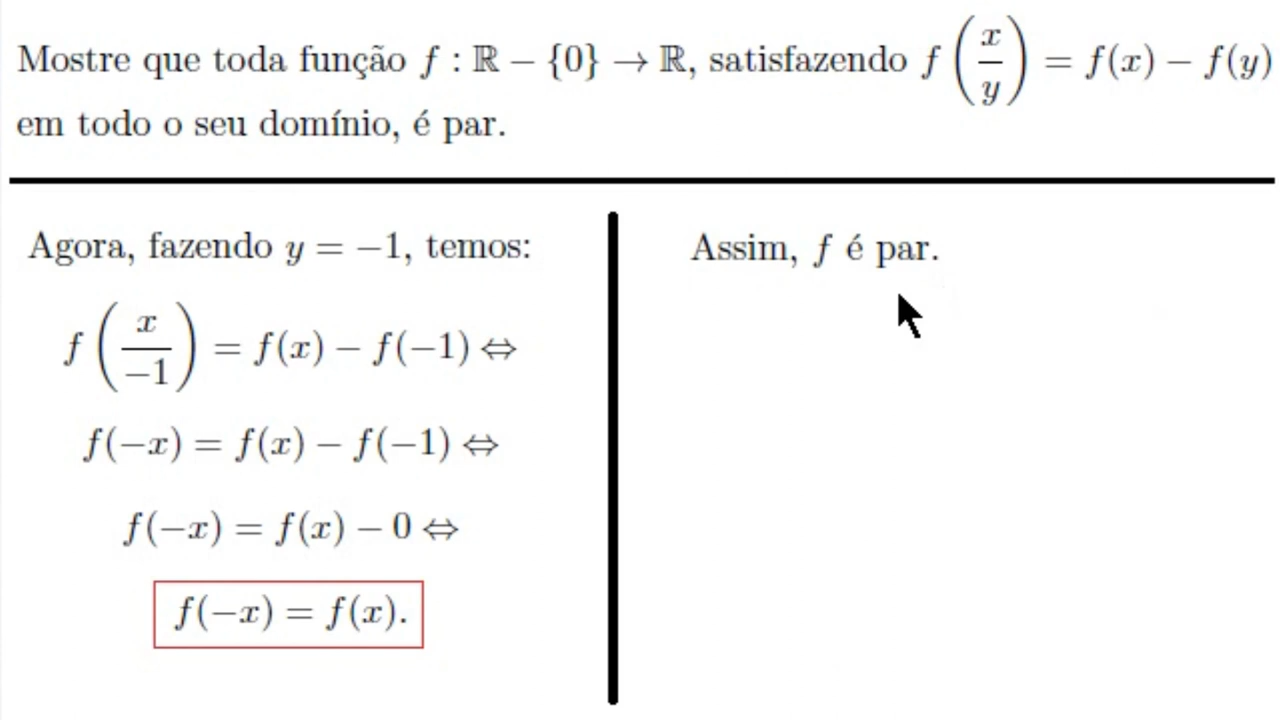 Mostre que toda função f : ℝ − {0} → ℝ, satisfazendo f(x/y) = f(x) − f(y)
em todo o seu domínio, é par.
Agora, fazendo y = −1, temos:
f(x/−1) = f(x) − f(−1) ⇔
f(−x) = f(x) − f(−1) ⇔
f(−x) = f(x) − 0 ⇔
f(−x) = f(x).
Assim, f é par.